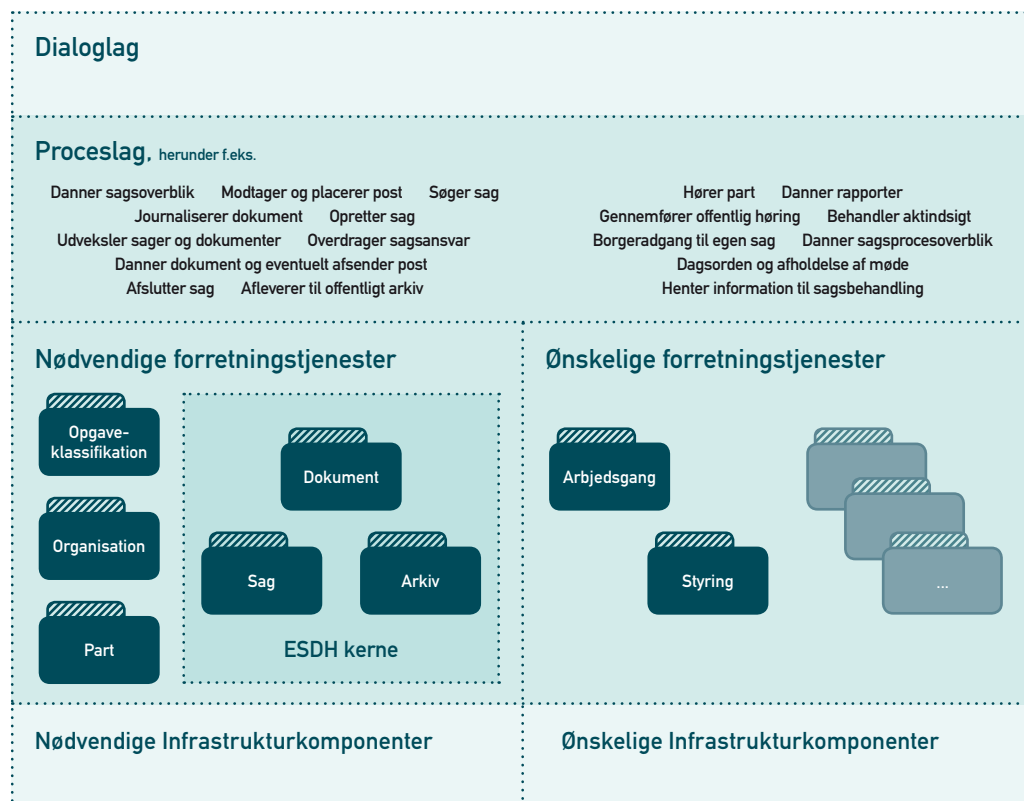 Dialoglag
Proceslag, herunder f.eks.
Danner sagsoverblik Modtager og placerer post Søger sag
Journaliserer dokument Opretter sag
Udveksler sager og dokumenter Overdrager sagsansvar
Danner dokument og eventuelt afsender post
Afslutter sag Afleverer til offentligt arkiv
Hører part Danner rapporter
Gennemfører offentlig høring Behandler aktindsigt
Borgeradgang til egen sag Danner sagsprocesoverblik
Dagsorden og afholdelse af møde
Henter information til sagsbehandling
Nødvendige forretningstjenester
Opgave-
klassifikation
Organisation
Part
Dokument
Sag
Arkiv
ESDH kerne
Ønskelige forretningstjenester
Arbjedsgang
Styring
...
Nødvendige Infrastrukturkomponenter
Ønskelige Infrastrukturkomponenter